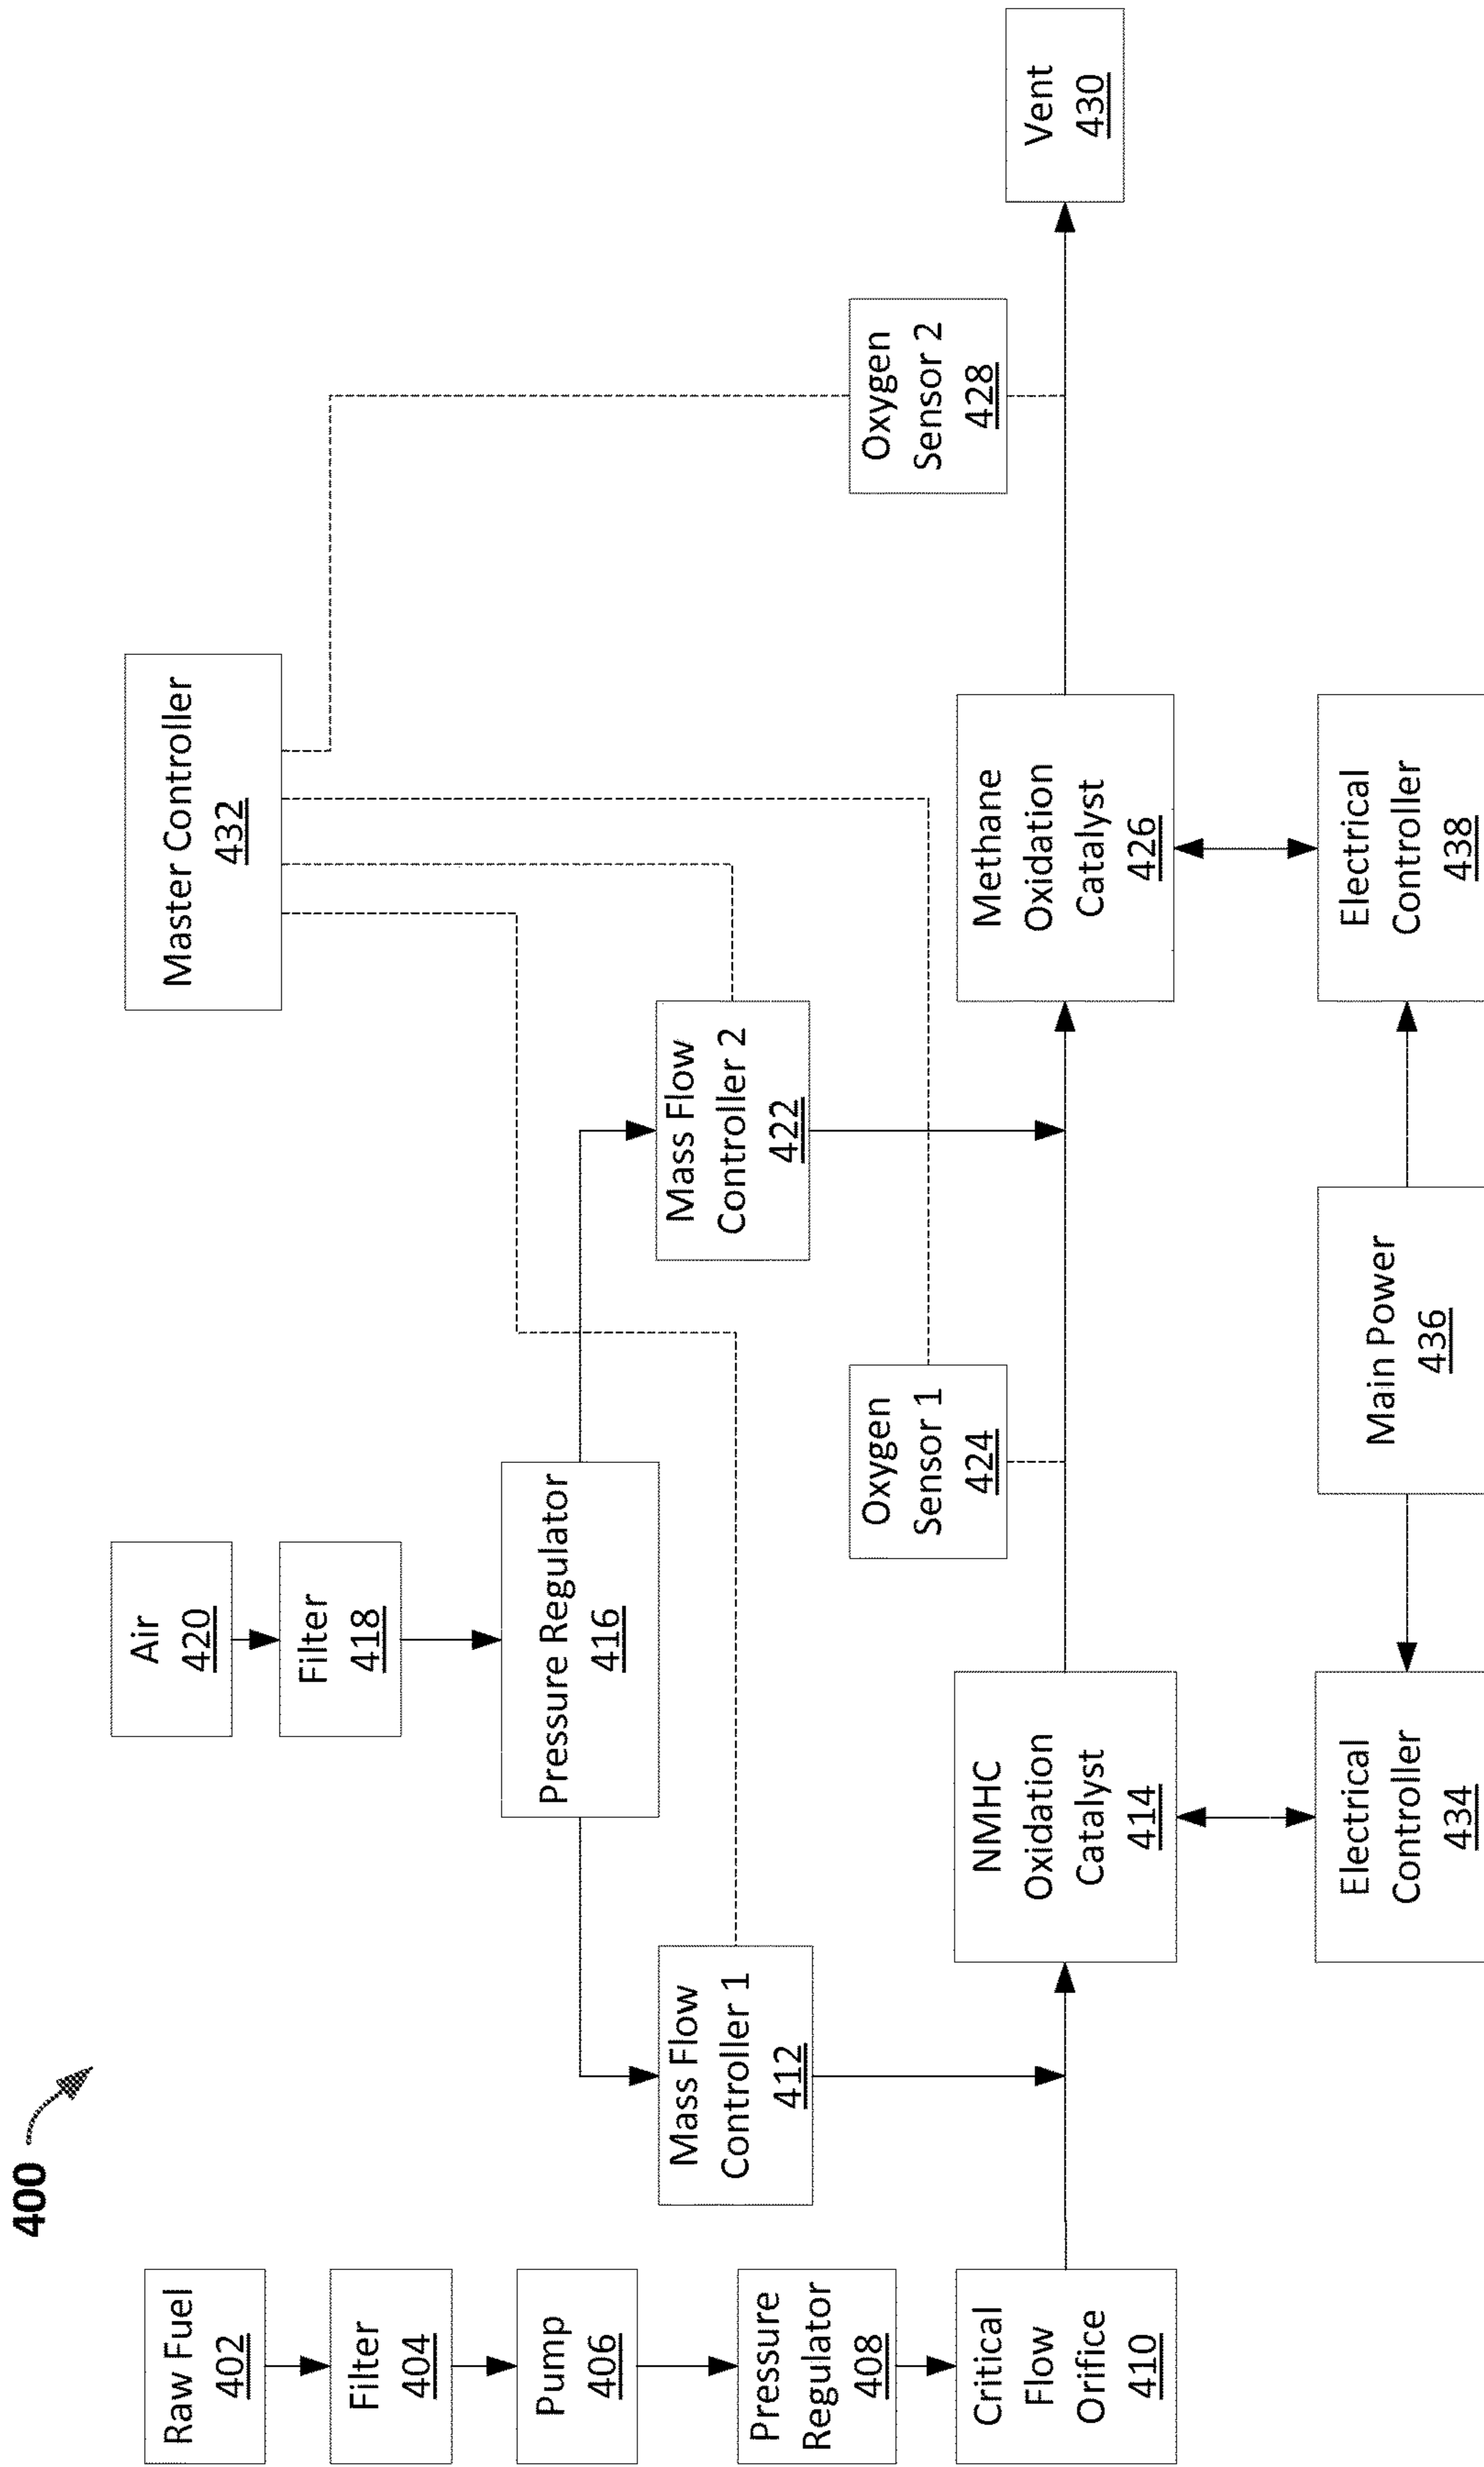 400
Raw Fuel
402
Filter
404
Pump
406
Pressure
Regulator
408
Critical
Flow
Orifice
410
Mass Flow
Controller 1
412
Air
420
Filter
418
Pressure Regulator
416
NMHC
Oxidation
Catalyst
414
Electrical
Controller
434
Oxygen
Sensor 1
424
Mass Flow
Controller 2
422
Main Power
436
Master Controller
432
Methane
Oxidation
Catalyst
426
Electrical
Controller
438
Oxygen
Sensor 2
428
Vent
430